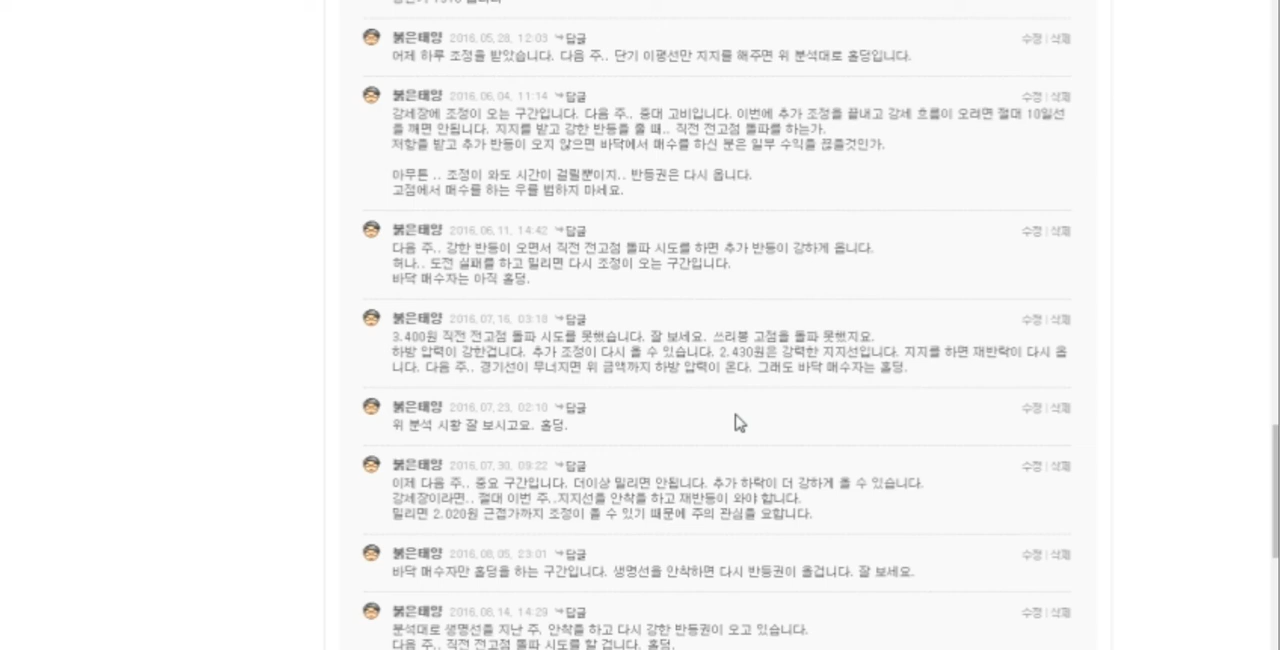 붉은태양 2016.05.28. 12:03 답글 수정 | 삭제
어제 하루 조정을 받았습니다. 다음 주.. 단기 이평선만 지지를 해주면 위 분석대로 홀딩입니다.
붉은태양 2016.06.04. 11:14 답글 수정 | 삭제
강세장에 조정이 오는 구간입니다. 다음 주.. 중대 고비입니다. 이번에 추가 조정을 끝내고 강세 흐름이 오려면 절대 10일선
을 깨면 안됩니다. 지지를 받고 강한 반등을 줄 때.. 직전 전고점 돌파를 하는가.
저항을 받고 추가 반등이 오지 않으면 바닥에서 매수를 하신 분은 일부 수익을 끊을것인가.
아무튼 .. 조정이 와도 시간이 걸릴뿐이지.. 반등권은 다시 옵니다.
고점에서 매수를 하는 우를 범하지 마세요.
붉은태양 2016.06.11. 14:42 답글 수정 | 삭제
다음 주.. 강한 반등이 오면서 직전 전고점 돌파 시도를 하면 추가 반등이 강하게 옵니다.
허나.. 도전 실패를 하고 밀리면 다시 조정이 오는 구간입니다.
바닥 매수자는 아직 홀딩.
붉은태양 2016.07.16. 03:18 답글 수정 | 삭제
3.400원 직전 전고점 돌파 시도를 못했습니다. 잘 보세요. 쓰리봉 고점을 돌파 못했지요.
하방 압력이 강한겁니다. 추가 조정이 다시 올 수 있습니다. 2.430원은 강력한 지지선입니다. 지지를 하면 재반락이 다시 옵
니다. 다음 주.. 경기선이 무너지면 위 금액까지 하방 압력이 온다. 그래도 바닥 매수자는 홀딩.
붉은태양 2016.07.23. 02:10 답글 수정 | 삭제
위 분석 시황 잘 보시고요. 홀딩.
붉은태양 2016.07.30. 09:22 답글 수정 | 삭제
이제 다음 주.. 중요 구간입니다. 더이상 밀리면 안됩니다. 추가 하락이 더 강하게 올 수 있습니다.
강세장이라면.. 절대 이번 주..지지선을 안착을 하고 재반등이 와야 합니다.
밀리면 2.020원 근접가까지 조정이 올 수 있기 때문에 주의 관심을 요합니다.
붉은태양 2016.08.05. 23:01 답글 수정 | 삭제
바닥 매수자만 홀딩을 하는 구간입니다. 생명선을 안착하면 다시 반등권이 올겁니다. 잘 보세요.
붉은태양 2016.08.14. 14:29 답글 수정 | 삭제
분석대로 생명선을 지난 주. 안착을 하고 다시 강한 반등권이 오고 있습니다.
다음 주.. 직전 전고점 돌파 시도를 할 겁니다. 홀딩.